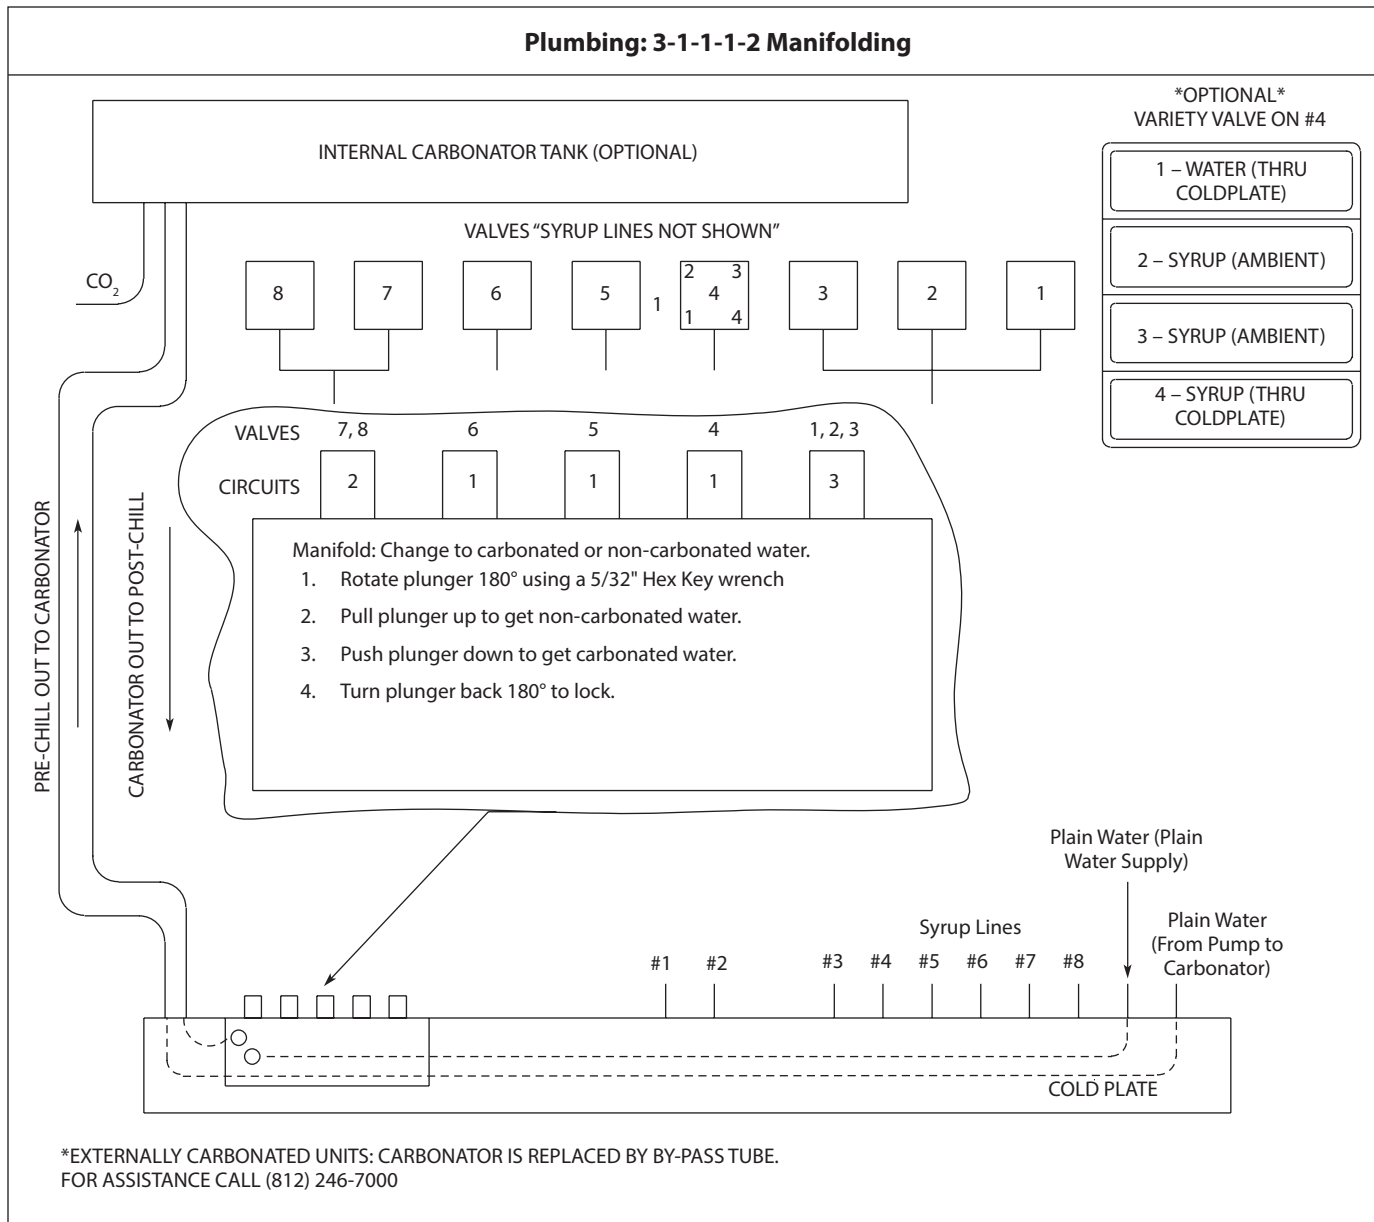 Plumbing: 3-1-1-1-2 Manifolding
*OPTIONAL*
VARIETY VALVE ON #4
1 – WATER (THRU
COLDPLATE)
2 – SYRUP (AMBIENT)
3 – SYRUP (AMBIENT)
4 – SYRUP (THRU
COLDPLATE)
INTERNAL CARBONATOR TANK (OPTIONAL)
CO2
VALVES “SYRUP LINES NOT SHOWN”
8 7 6 5 1 2 3 4 1 4 3 2 1
VALVES 7, 8 6 5 4 1, 2, 3
CIRCUITS 2 1 1 1 3
Manifold: Change to carbonated or non-carbonated water.
1. Rotate plunger 180° using a 5/32" Hex Key wrench
2. Pull plunger up to get non-carbonated water.
3. Push plunger down to get carbonated water.
4. Turn plunger back 180° to lock.
PRE-CHILL OUT TO CARBONATOR
CARBONATOR OUT TO POST-CHILL
Plain Water (Plain
Water Supply)
Plain Water
(From Pump to
Carbonator)
Syrup Lines
#1 #2 #3 #4 #5 #6 #7 #8
COLD PLATE
*EXTERNALLY CARBONATED UNITS: CARBONATOR IS REPLACED BY BY-PASS TUBE.
FOR ASSISTANCE CALL (812) 246-7000